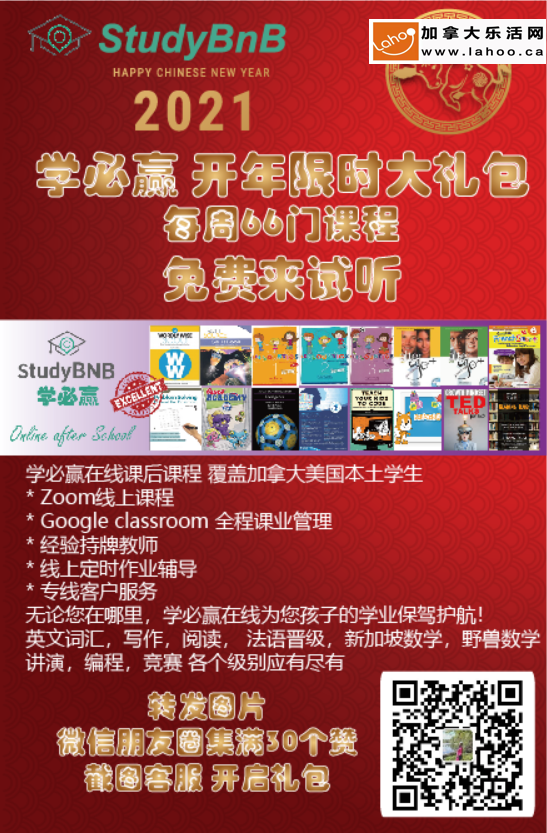 StudyBnB
Lahoo
加拿大乐活网
www.lahoo.ca
HAPPY CHINESE NEW YEAR
2021
学必赢 开年限时大礼包
每周66门课程
免费来试听
StudyBNB
学必赢
EXCELLENT
Online after School
WORDLY WISE
W W
ACADEMY
TEACH YOUR KIDS TO CODE
TED TALKS
学必赢在线课后课程 覆盖加拿大美国本土学生
* Zoom线上课程
* Google classroom 全程课业管理
* 经验持牌教师
* 线上定时作业辅导
* 专线客户服务
无论您在哪里，学必赢在线为您孩子的学业保驾护航！
英文词汇，写作，阅读， 法语晋级，新加坡数学，野兽数学
讲演，编程，竞赛 各个级别应有尽有
转发图片
微信朋友圈集满30个赞
截图客服 开启礼包